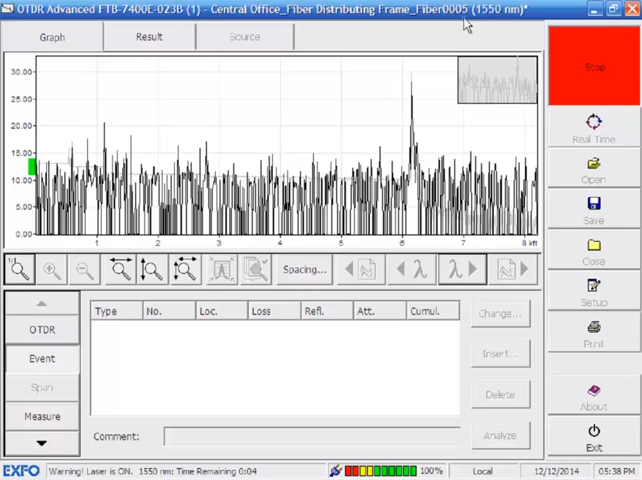 OTDR Advanced FTB-7400E-023B (1) - Central Office_Fiber Distributing Frame_Fiber0005 (1550 nm)*
Graph
Result
Source
Stop
30.00
25.00
20.00
15.00
10.00
5.00
0.00
1
2
3
4
5
6
7
8 kft
Real Time
Open
Save
Close
Setup
Print
About
Exit
Spacing...
OTDR
Event
Span
Measure
Type No. Loc. Loss Refl. Att. Cumul.
Change...
Insert...
Delete
Analyze
Comment:
EXFO Warning! Laser is ON. 1550 nm: Time Remaining 0:04 100% Local 12/12/2014 05:38 PM